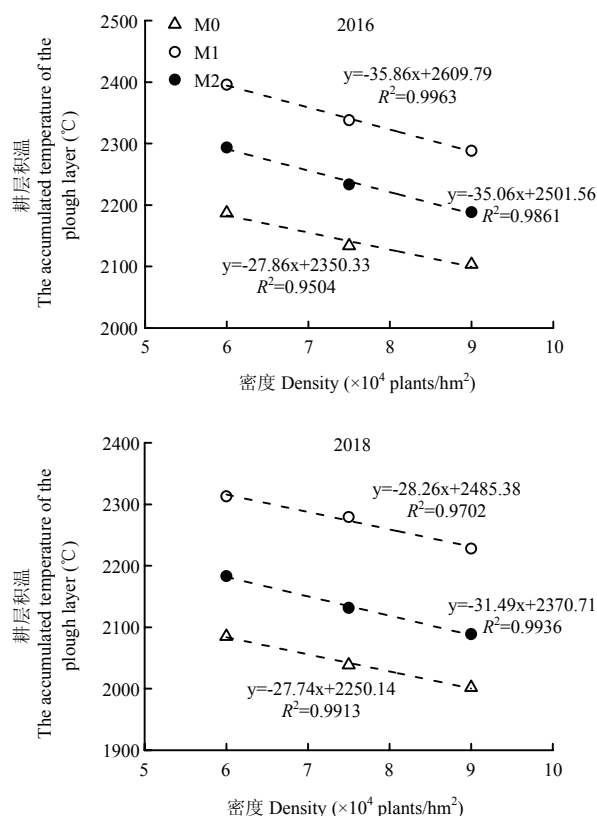 2500
2016
M0
M1
M2
y=-35.86x+2609.79
R²=0.9963
2400
2300
y=-35.06x+2501.56
R²=0.9861
2200
y=-27.86x+2350.33
R²=0.9504
2100
2000
耕层积温
The accumulated temperature of the
plough layer (℃)
5 6 7 8 9 10
密度 Density (×10⁴ plants/hm²)
2400
2018
y=-28.26x+2485.38
R²=0.9702
2300
2200
y=-31.49x+2370.71
R²=0.9936
2100
y=-27.74x+2250.14
R²=0.9913
2000
1900
耕层积温
The accumulated temperature of the
plough layer (℃)
5 6 7 8 9 10
密度 Density (×10⁴ plants/hm²)